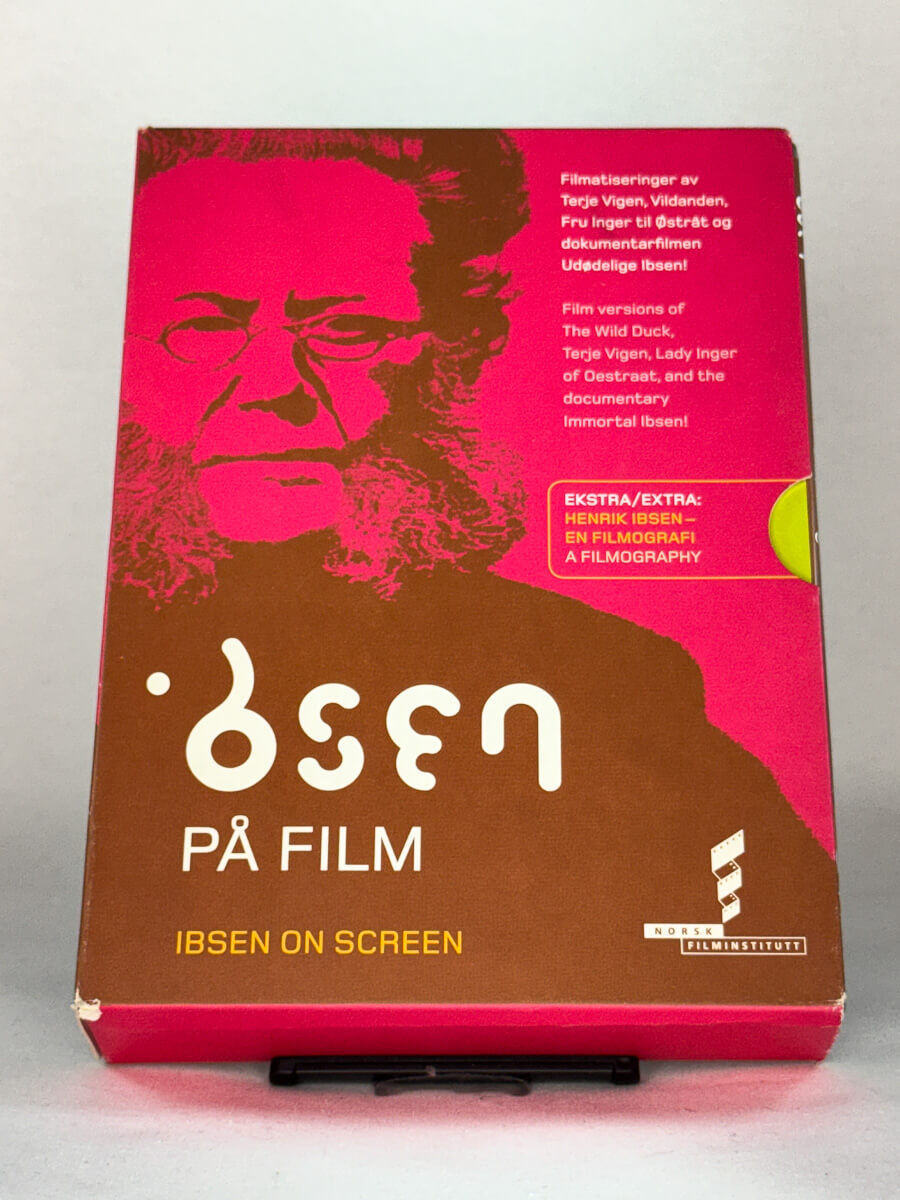 Filmatiseringer av
Terje Vigen, Vildanden,
Fru Inger til Østråt og
dokumentarfilmen
Udødelige Ibsen!
Film versions of
The Wild Duck,
Terje Vigen, Lady Inger
of Oestraat, and the
documentary
Immortal Ibsen!
EKSTRA/EXTRA:
HENRIK IBSEN –
EN FILMOGRAFI
A FILMOGRAPHY
ibsen
PÅ FILM
IBSEN ON SCREEN
NORSK
FILMINSTITUTT